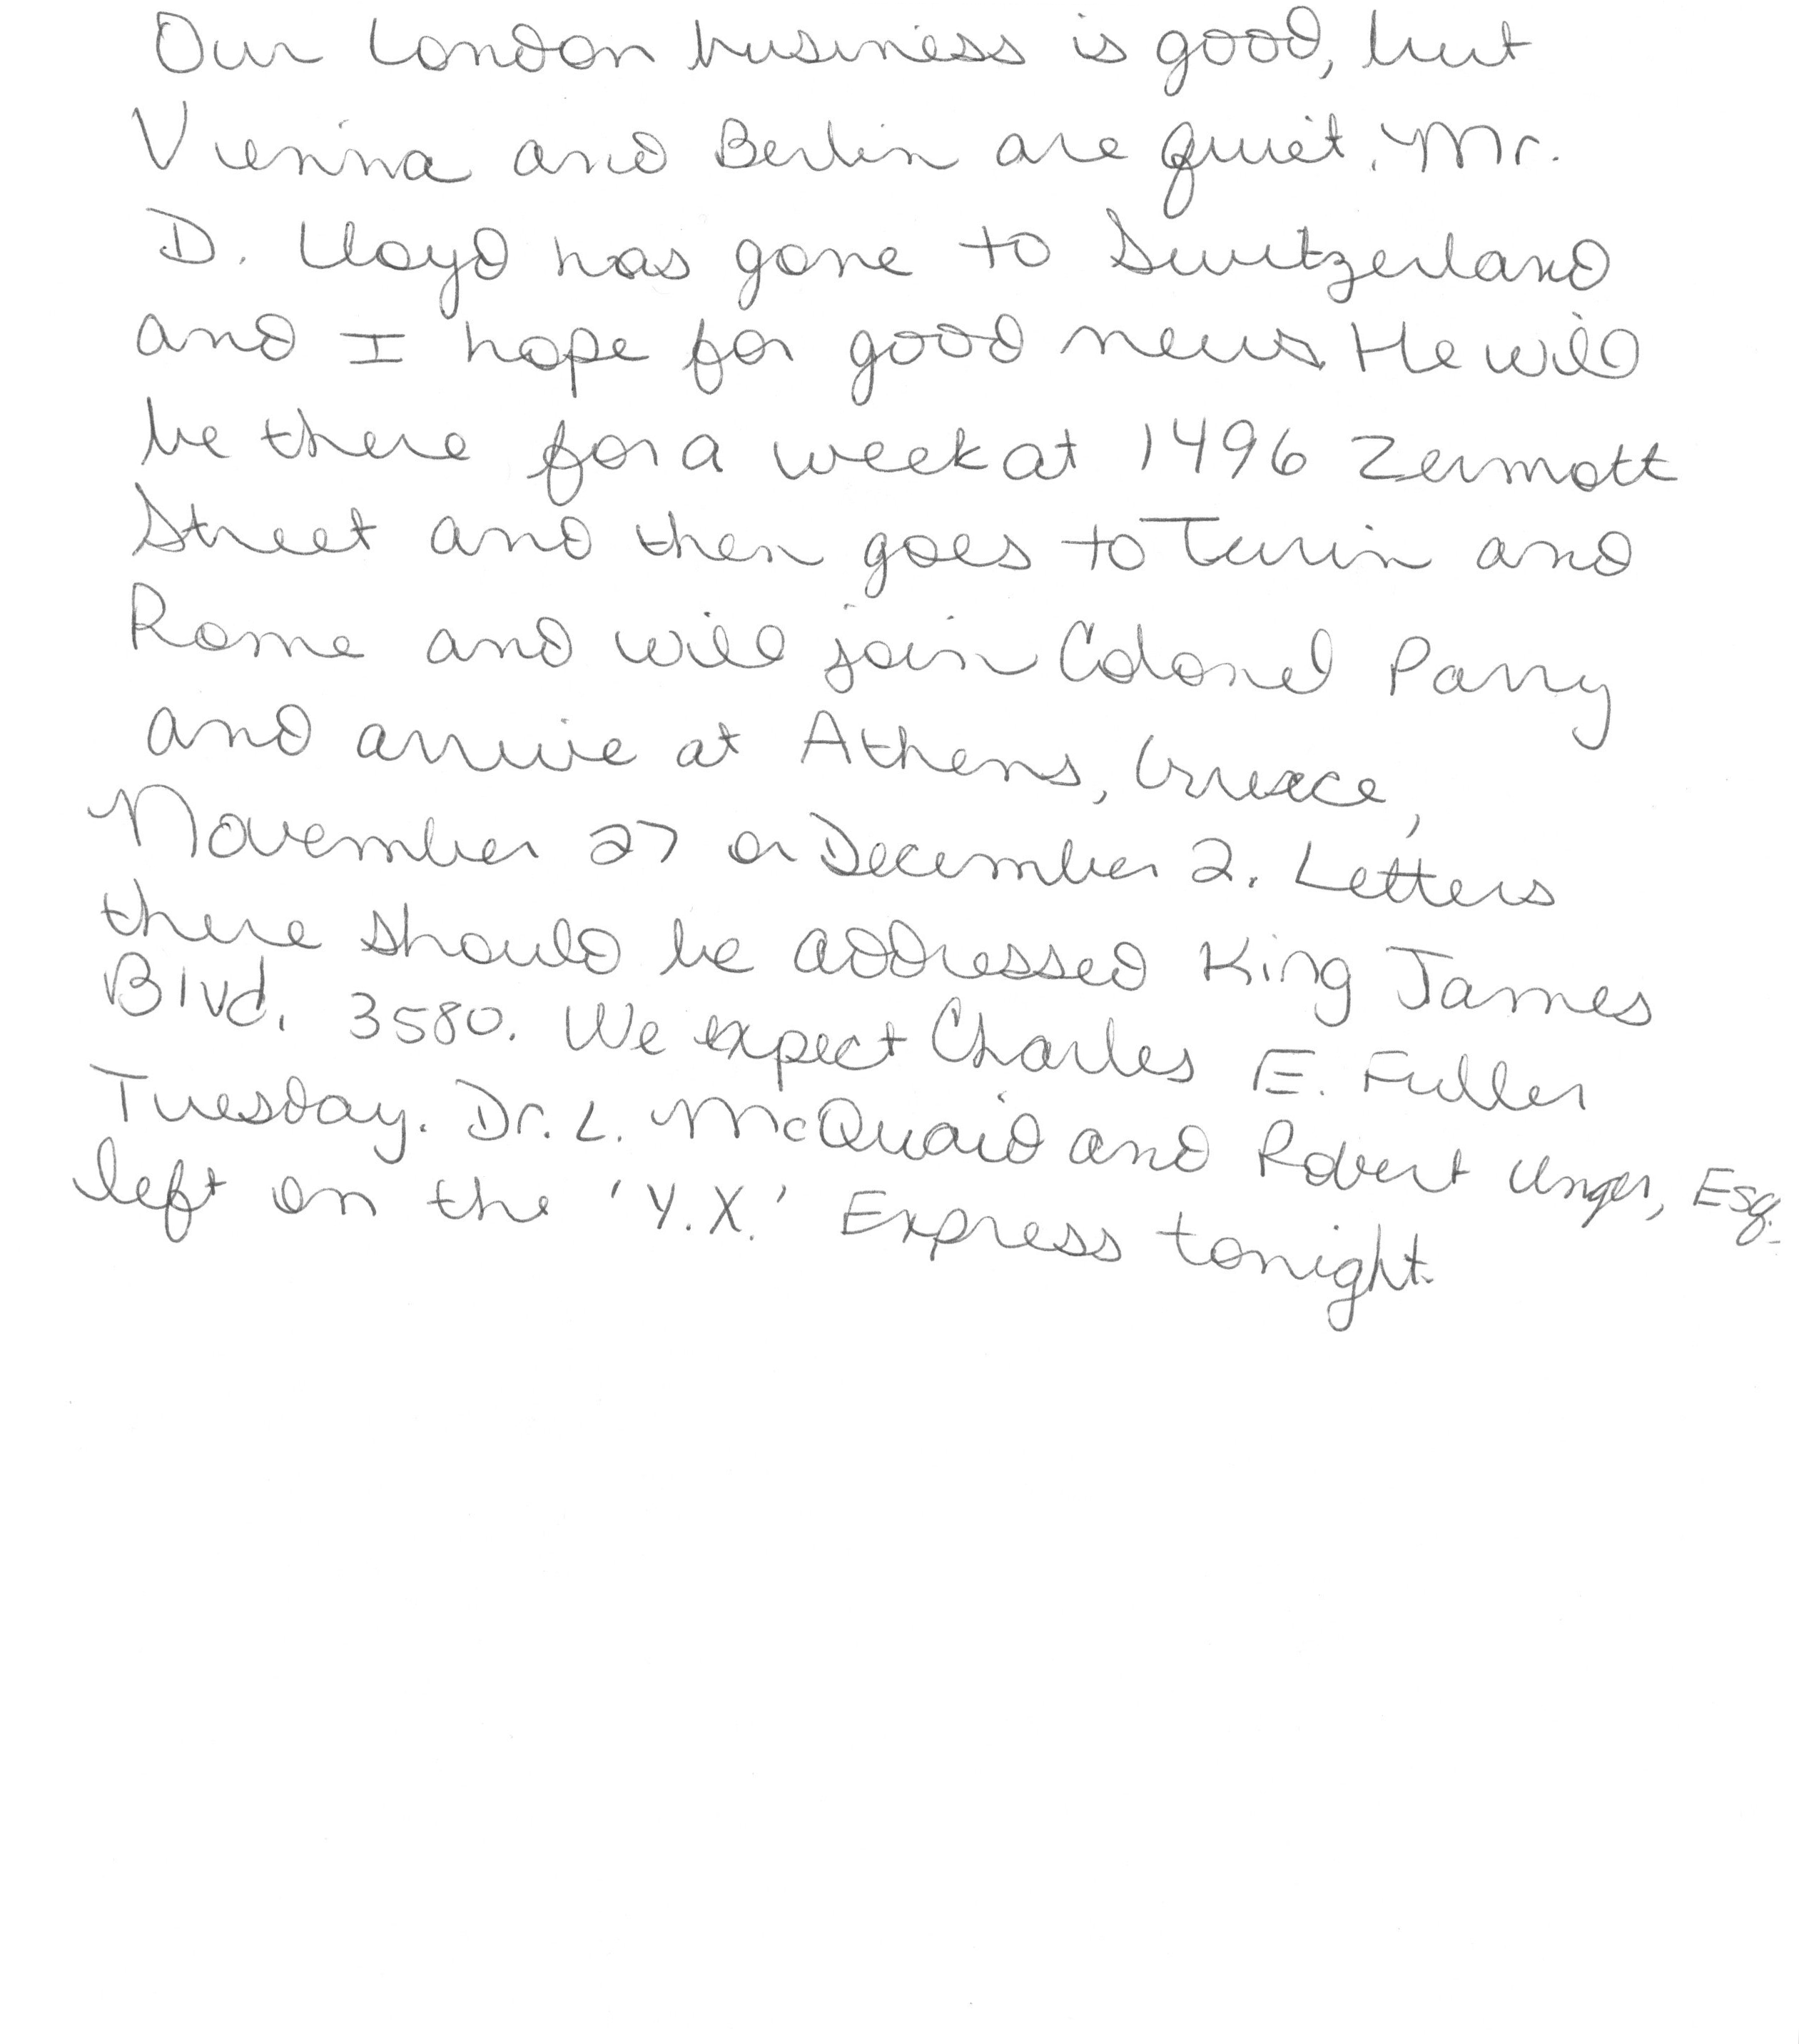 Our London business is good, but
Vienna and Berlin are quiet. Mr.
D. Lloyd has gone to Switzerland
and I hope for good news. He will
be there for a week at 1496 Zermott
Street and then goes to Turin and
Rome and will join Colonel Parry
and arrive at Athens, Greece,
November 27 or December 2. Letters
there should be addressed King James
Blvd. 3580. We expect Charles E. Fuller
Tuesday. Dr. L. McQuaid and Robert Unger, Esq.
left on the 'Y.X.' Express tonight.